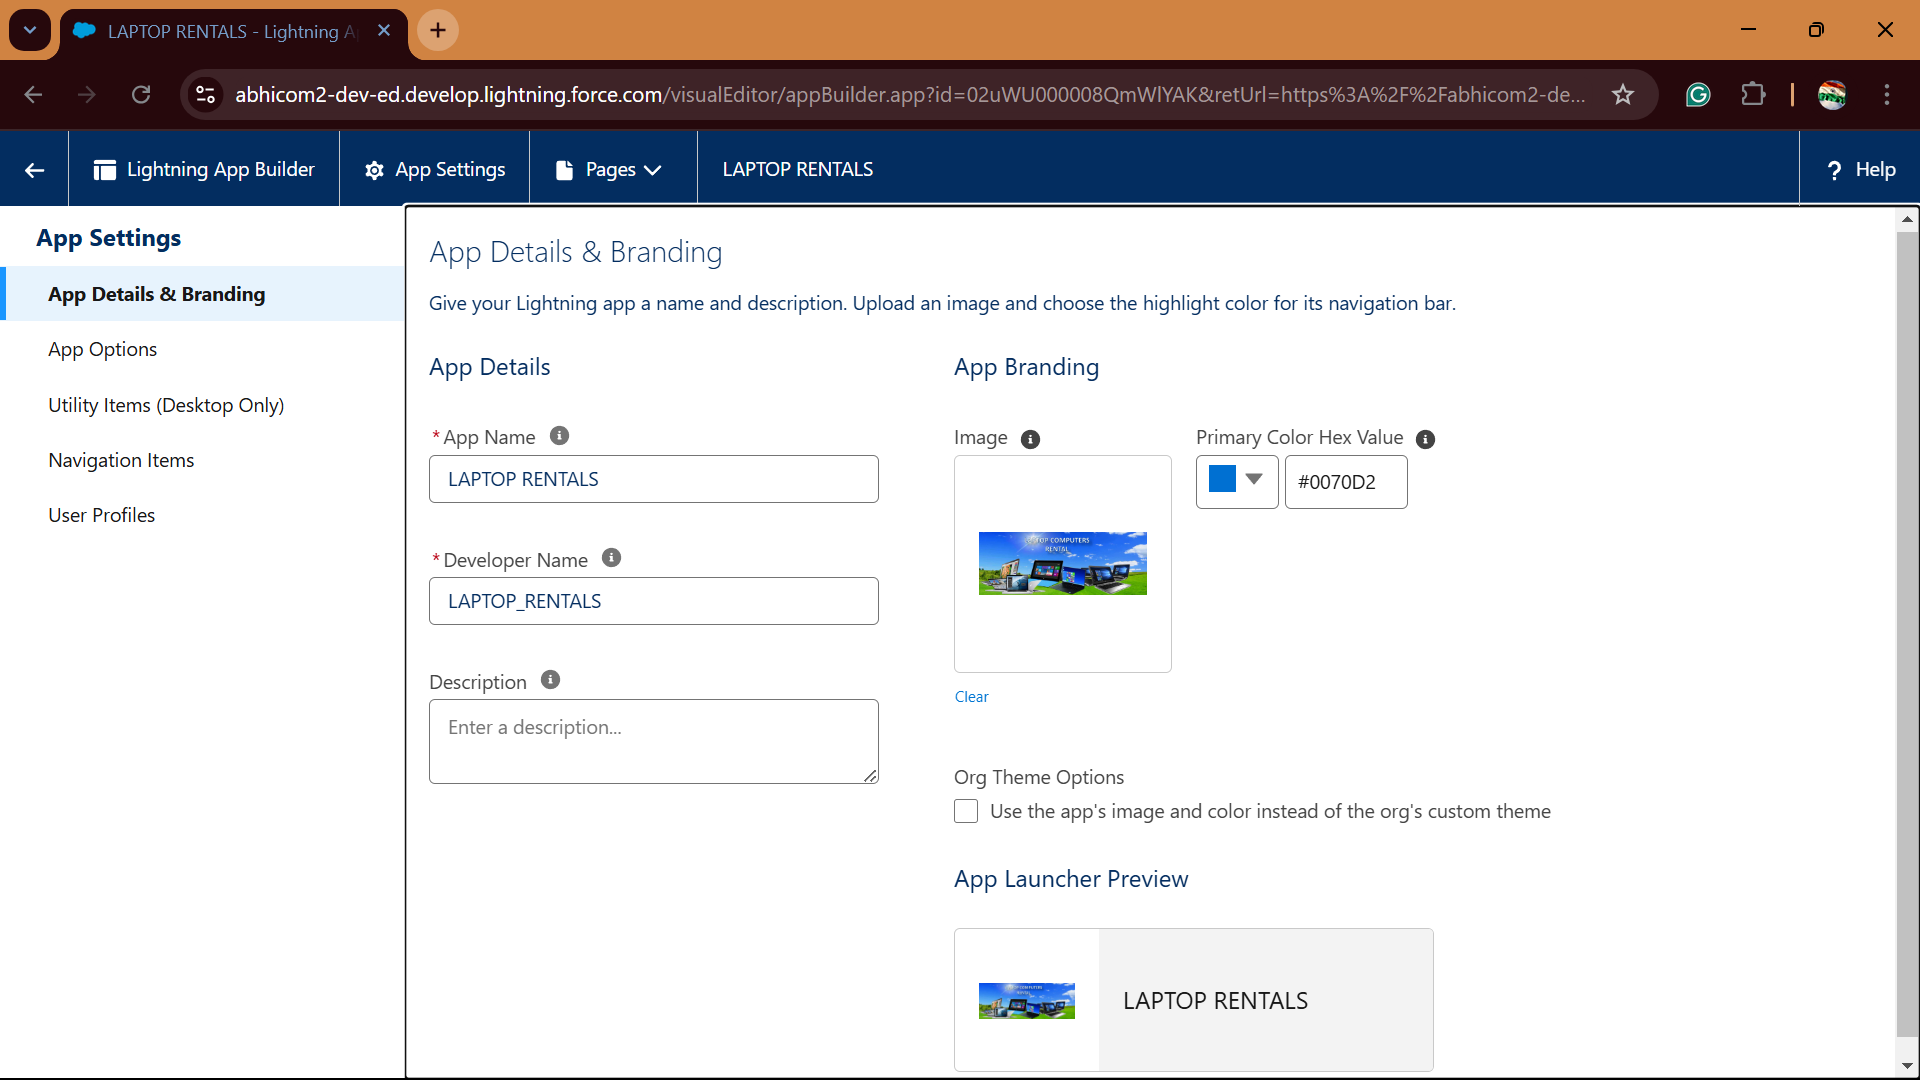 LAPTOP RENTALS - Lightning A
abhicom2-dev-ed.develop.lightning.force.com/visualEditor/appBuilder.app?id=02uWU000008QmWlYAK&retUrl=https%3A%2F%2Fabhicom2-de...
Lightning App Builder
App Settings
Pages
LAPTOP RENTALS
? Help
App Settings
App Details & Branding
App Options
Utility Items (Desktop Only)
Navigation Items
User Profiles
App Details & Branding
Give your Lightning app a name and description. Upload an image and choose the highlight color for its navigation bar.
App Details
*App Name
LAPTOP RENTALS
*Developer Name
LAPTOP_RENTALS
Description
Enter a description...
App Branding
Image
LAPTOP COMPUTERS
RENTAL
Clear
Primary Color Hex Value
#0070D2
Org Theme Options
Use the app's image and color instead of the org's custom theme
App Launcher Preview
LAPTOP RENTALS